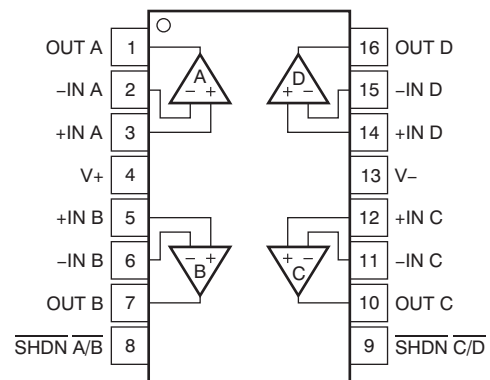 OUT A 1 16 OUT D
−IN A 2 A D 15 −IN D
− + + −
+IN A 3 14 +IN D
V+ 4 13 V−
+IN B 5 12 +IN C
− + + −
−IN B 6 B C 11 −IN C
OUT B 7 10 OUT C
SHDN A/B 8 9 SHDN C/D